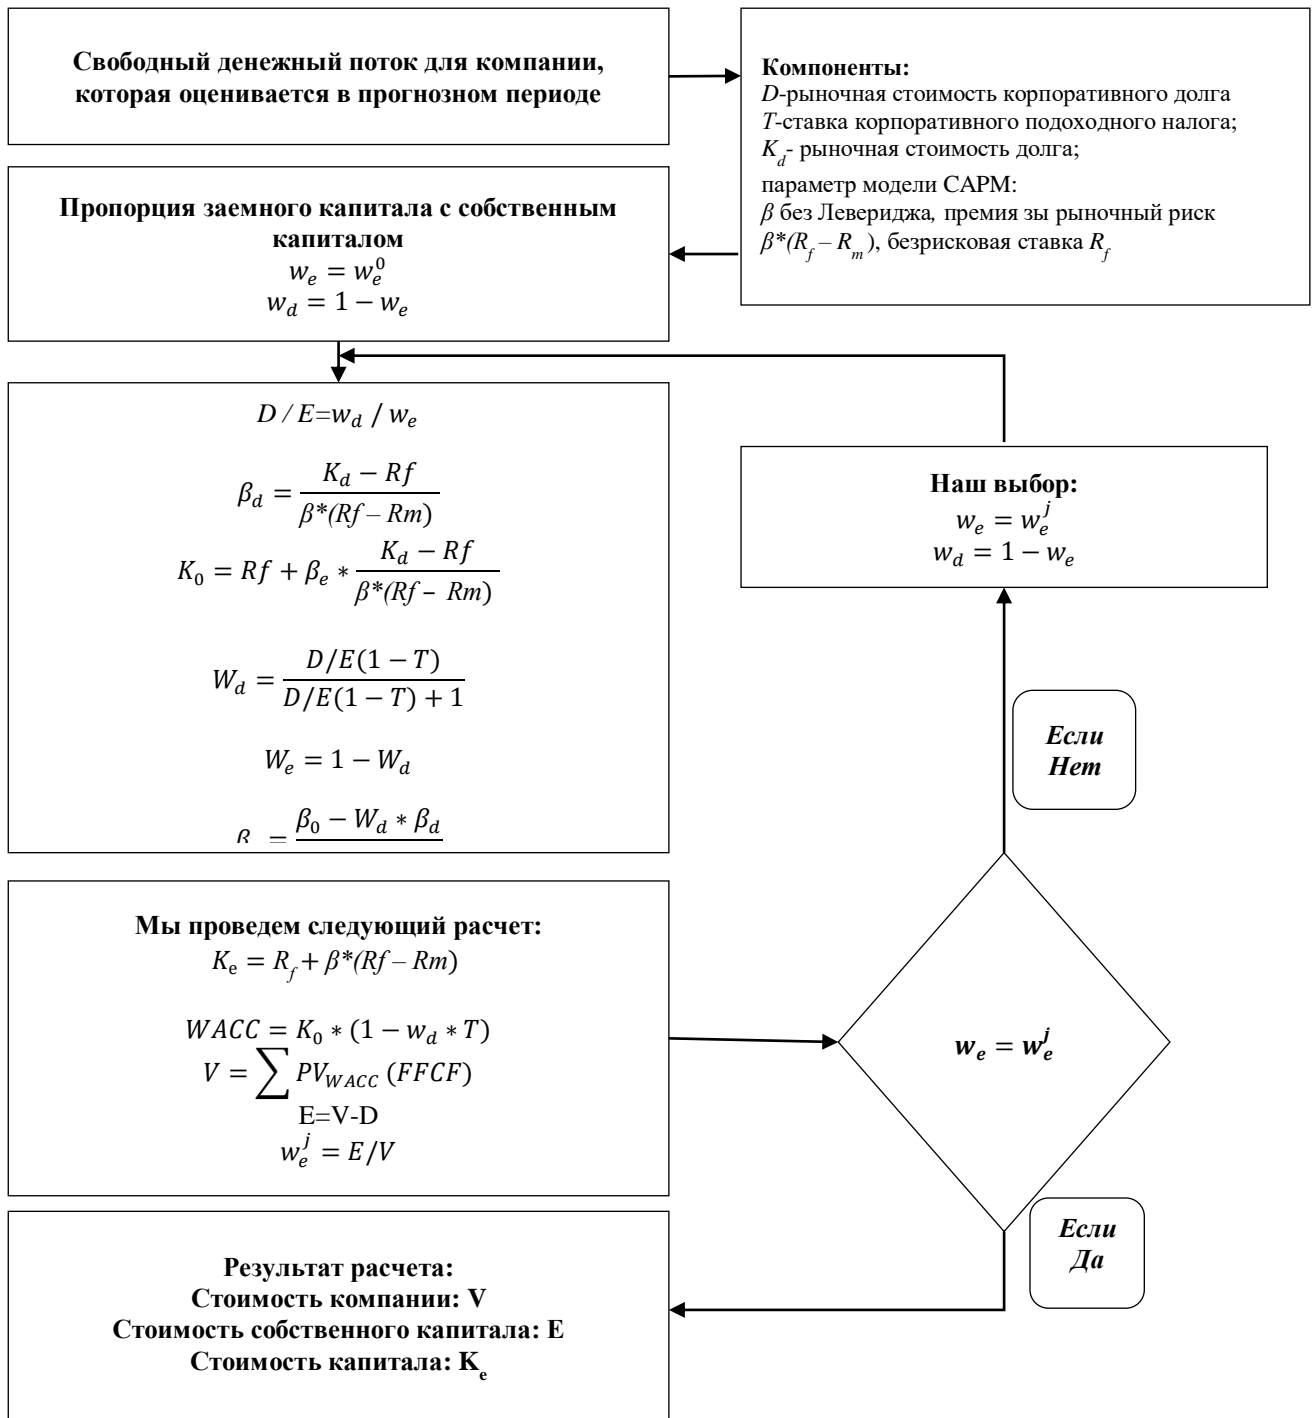 Свободный денежный поток для компании,
которая оценивается в прогнозном периоде
Компоненты:
D-рыночная стоимость корпоративного долга
T-ставка корпоративного подоходного налога;
K_d- рыночная стоимость долга;
параметр модели CAPM:
β без Левериджа, премия зы рыночный риск
β*(R_f – R_m), безрисковая ставка R_f
Пропорция заемного капитала с собственным
капиталом
w_e = w_e^0
w_d = 1 − w_e
D / E=w_d / w_e
β_d = (K_d − Rf) / (β*(Rf – Rm))
K_0 = Rf + β_e * (K_d − Rf) / (β*(Rf – Rm))
W_d = (D/E(1 − T)) / (D/E(1 − T) + 1)
W_e = 1 − W_d
β = β_0 − W_d * β_d
Наш выбор:
w_e = w_e^j
w_d = 1 − w_e
Если
Нет
Мы проведем следующий расчет:
K_e = R_f + β*(Rf – Rm)
WACC = K_0 * (1 − w_d * T)
V = ∑ PV_WACC (FFCF)
E=V-D
w_e^j = E/V
w_e = w_e^j
Если
Да
Результат расчета:
Стоимость компании: V
Стоимость собственного капитала: E
Стоимость капитала: K_e